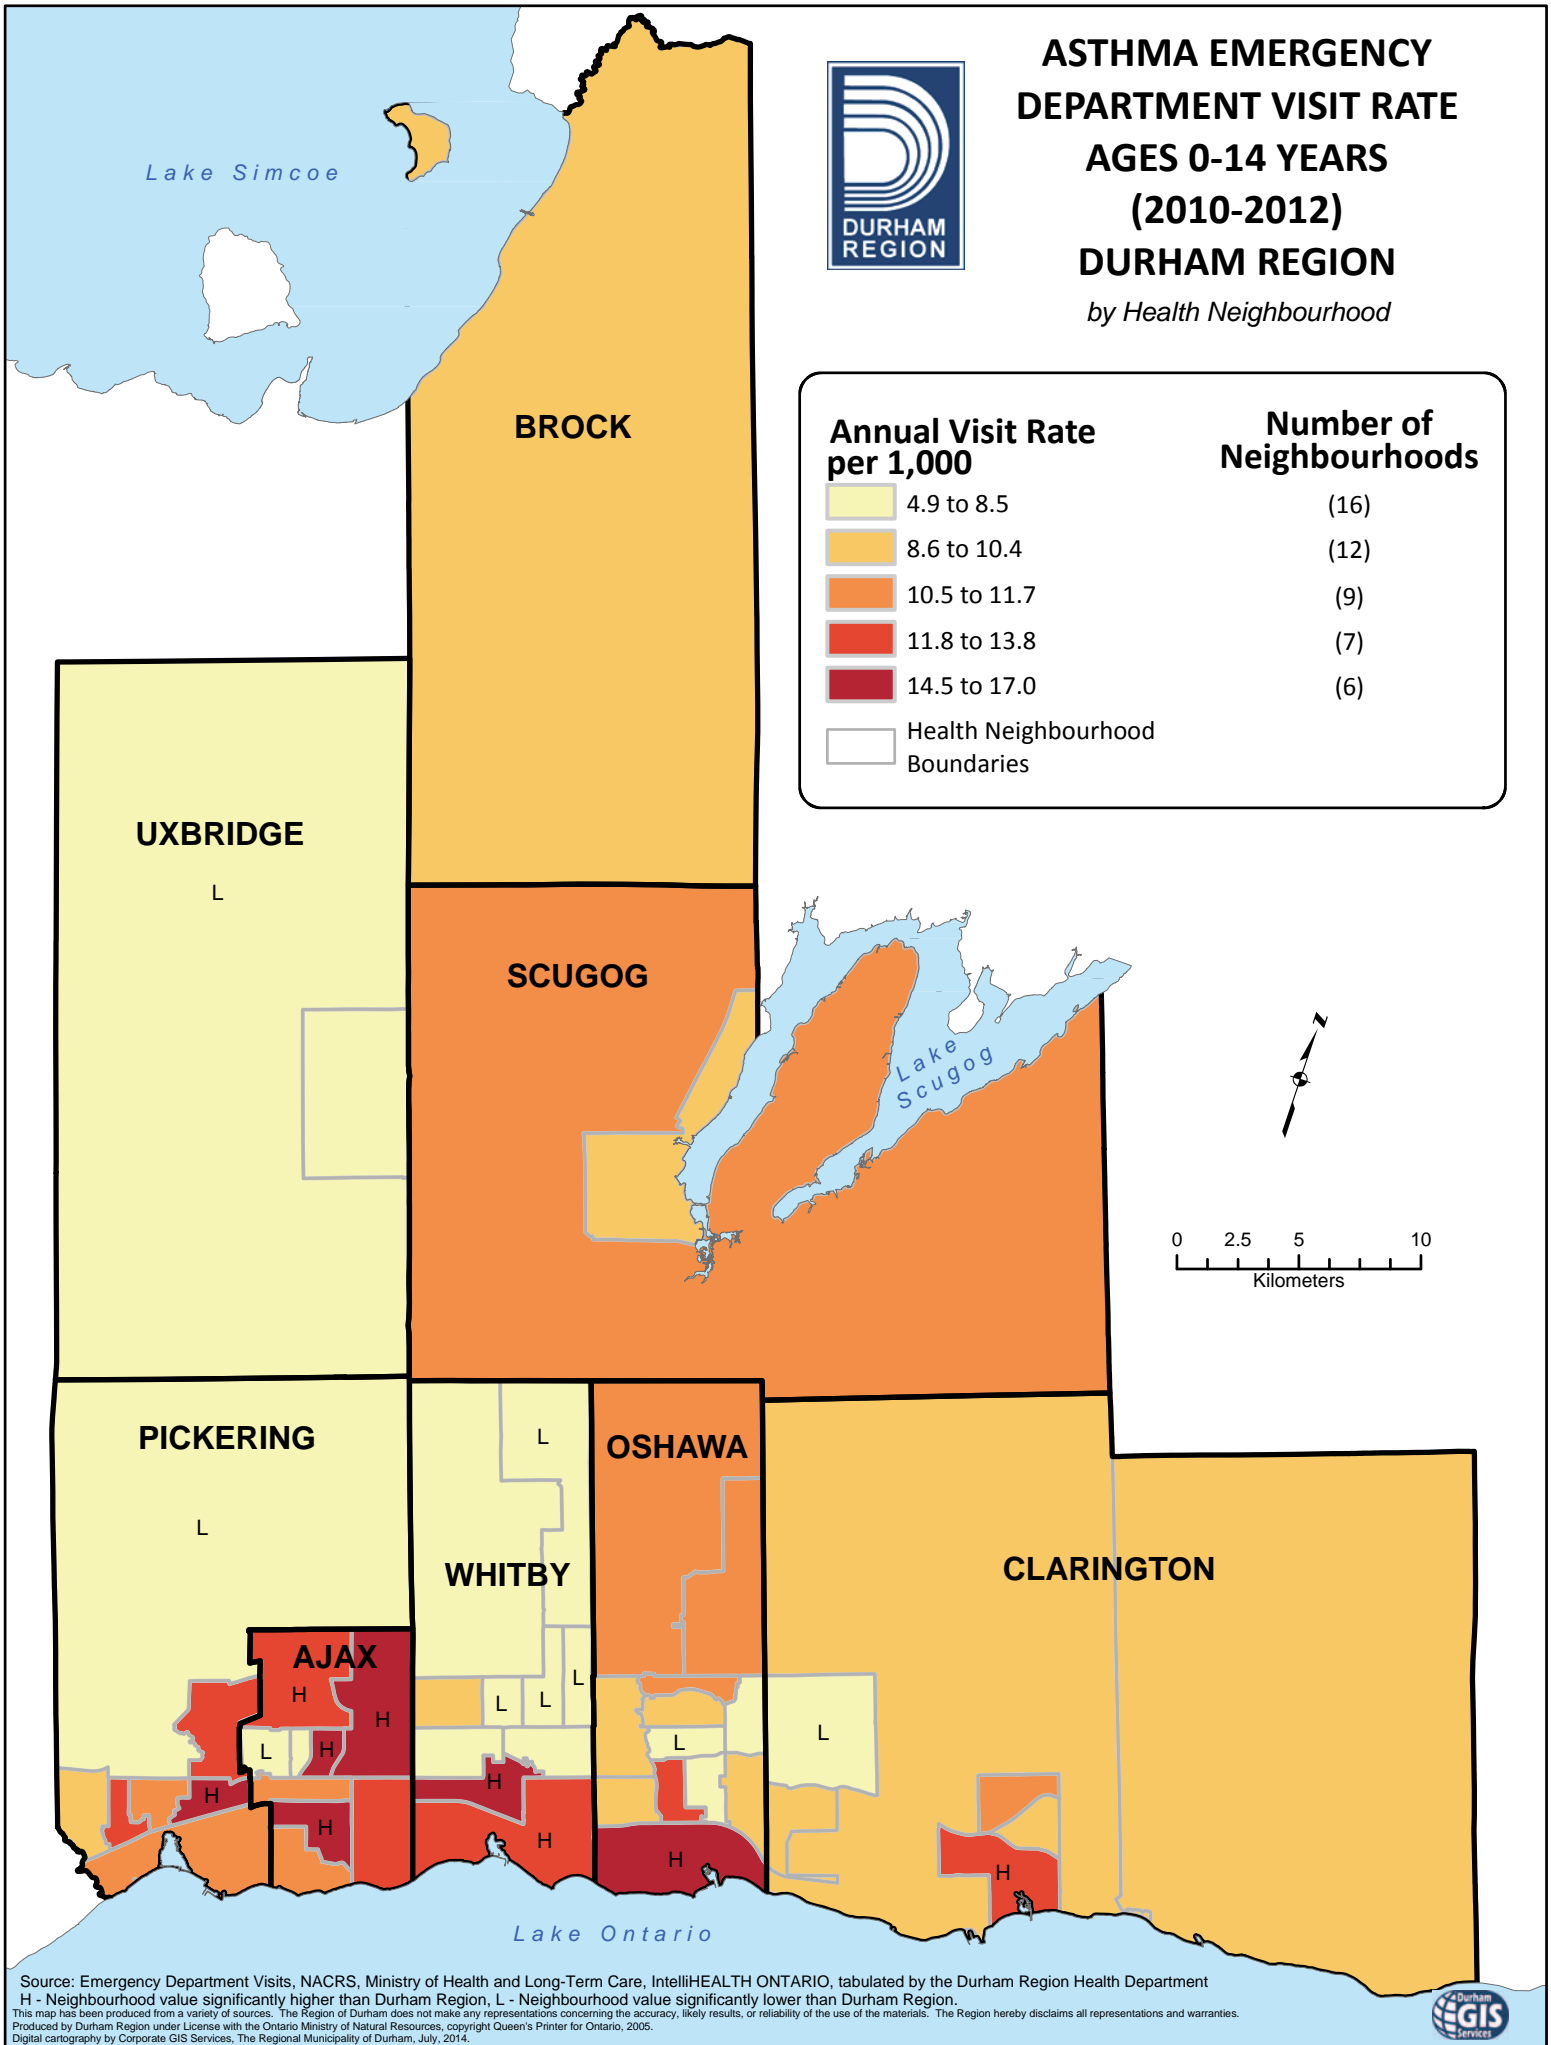 ASTHMA EMERGENCY
DEPARTMENT VISIT RATE
AGES 0-14 YEARS
(2010-2012)
DURHAM REGION
by Health Neighbourhood
DURHAM
REGION
Lake Simcoe
Annual Visit Rate
per 1,000
Number of
Neighbourhoods
4.9 to 8.5 (16)
8.6 to 10.4 (12)
10.5 to 11.7 (9)
11.8 to 13.8 (7)
14.5 to 17.0 (6)
Health Neighbourhood
Boundaries
BROCK
UXBRIDGE
L
SCUGOG
Lake
Scugog
N
0 2.5 5 10
Kilometers
PICKERING
L
L
OSHAWA
WHITBY
CLARINGTON
AJAX
H
H
L
L
L
L
H
L
L
H
H
H
H
H
H
H
Lake Ontario
Source: Emergency Department Visits, NACRS, Ministry of Health and Long-Term Care, IntelliHEALTH ONTARIO, tabulated by the Durham Region Health Department
H - Neighbourhood value significantly higher than Durham Region, L - Neighbourhood value significantly lower than Durham Region.
This map has been produced from a variety of sources. The Region of Durham does not make any representations concerning the accuracy, likely results, or reliability of the use of the materials. The Region hereby disclaims all representations and warranties.
Produced by Durham Region under License with the Ontario Ministry of Natural Resources, copyright Queen's Printer for Ontario, 2005.
Digital cartography by Corporate GIS Services, The Regional Municipality of Durham, July, 2014.
Durham
GIS
Services